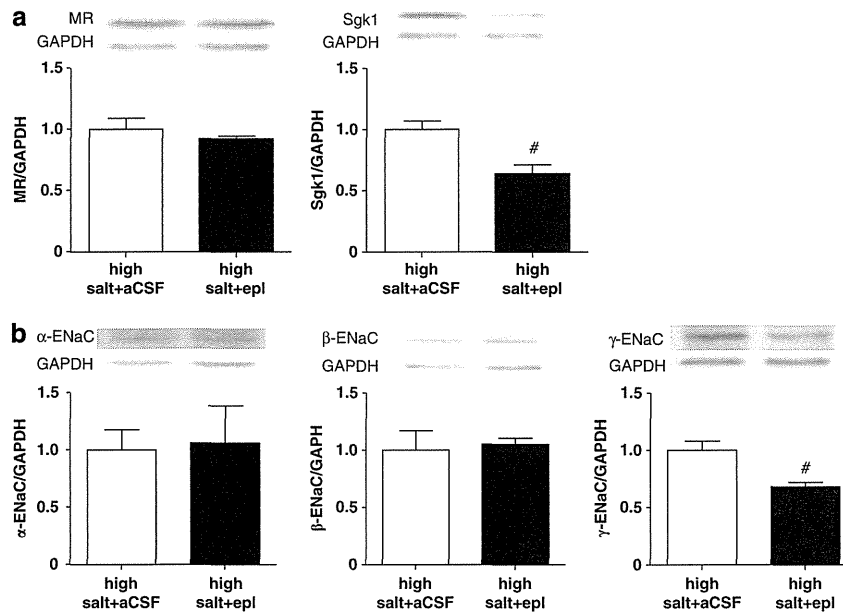 a
MR
GAPDH
1.5
1.0
0.5
0
MR/GAPDH
high
salt+aCSF
high
salt+epl
Sgk1
GAPDH
1.5
1.0
0.5
0
Sgk1/GAPDH
#
high
salt+aCSF
high
salt+epl
b
α-ENaC
GAPDH
1.5
1.0
0.5
0
α-ENaC/GAPDH
high
salt+aCSF
high
salt+epl
β-ENaC
GAPDH
1.5
1.0
0.5
0
β-ENaC/GAPH
high
salt+aCSF
high
salt+epl
γ-ENaC
GAPDH
1.5
1.0
0.5
0
γ-ENaC/GAPDH
#
high
salt+aCSF
high
salt+epl